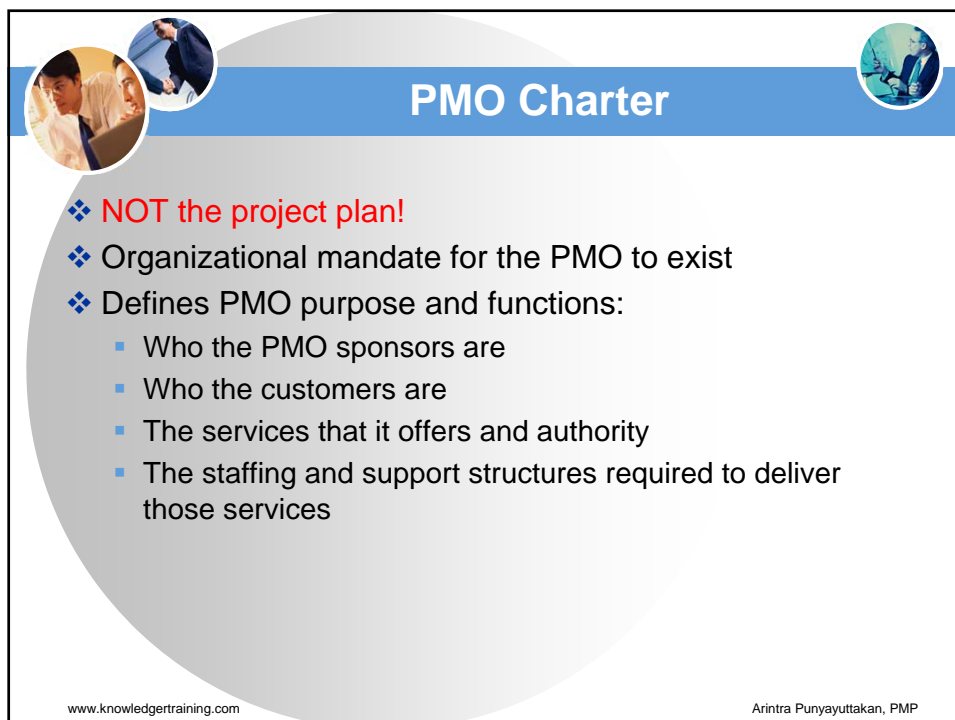 PMO Charter
NOT the project plan!
Organizational mandate for the PMO to exist
Defines PMO purpose and functions:
Who the PMO sponsors are
Who the customers are
The services that it offers and authority
The staffing and support structures required to deliver
those services
www.knowledgertraining.com
Arintra Punyayuttakan, PMP